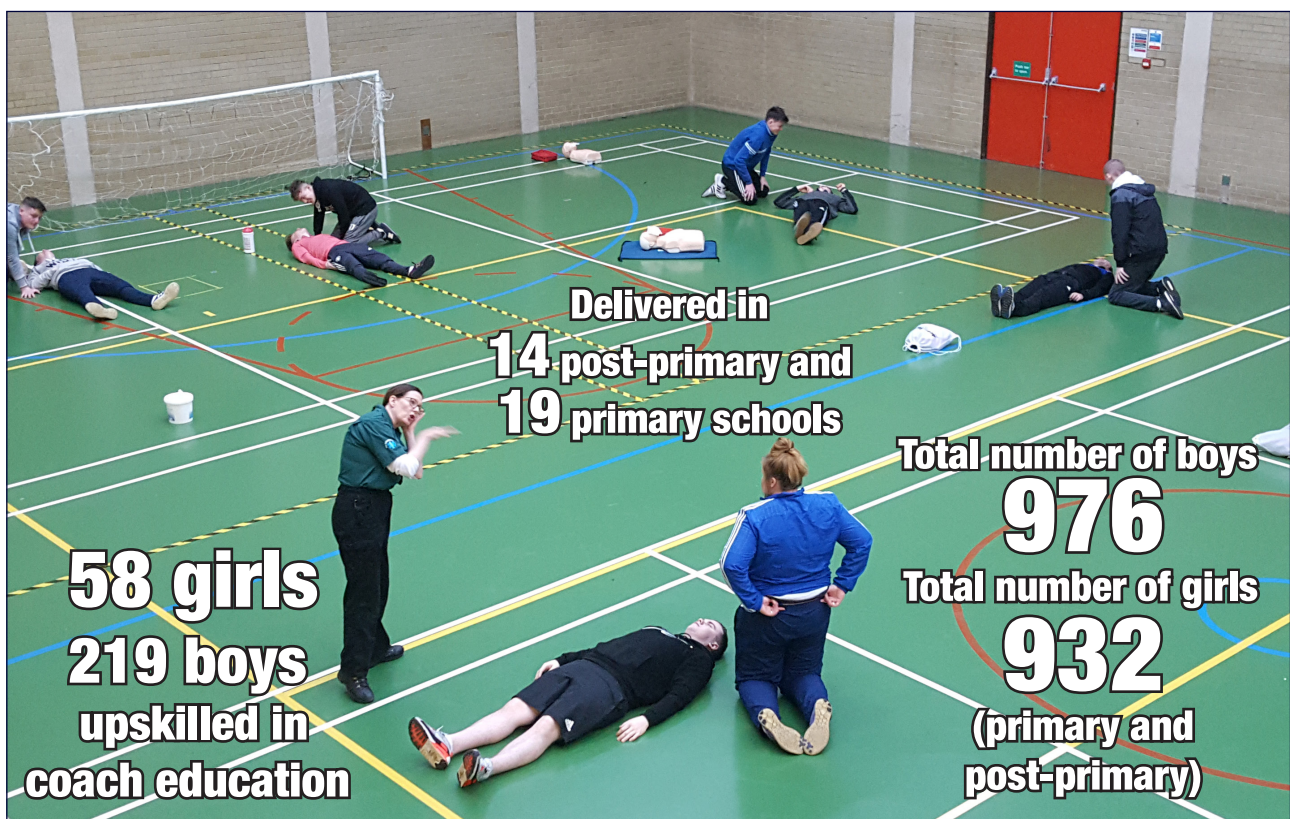 Delivered in
14 post-primary and
19 primary schools
Total number of boys
976
Total number of girls
932
(primary and
post-primary)
58 girls
219 boys
upskilled in
coach education